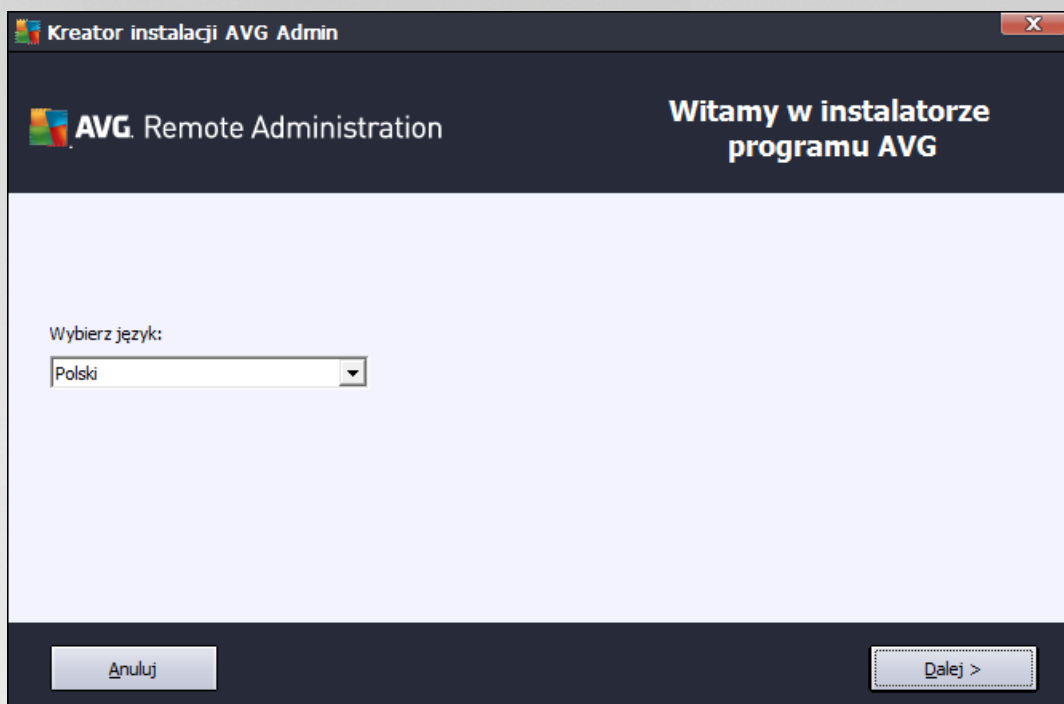 Kreator instalacji AVG Admin
AVG. Remote Administration
Witamy w instalatorze
programu AVG
Wybierz język:
Polski
Anuluj
Dalej >